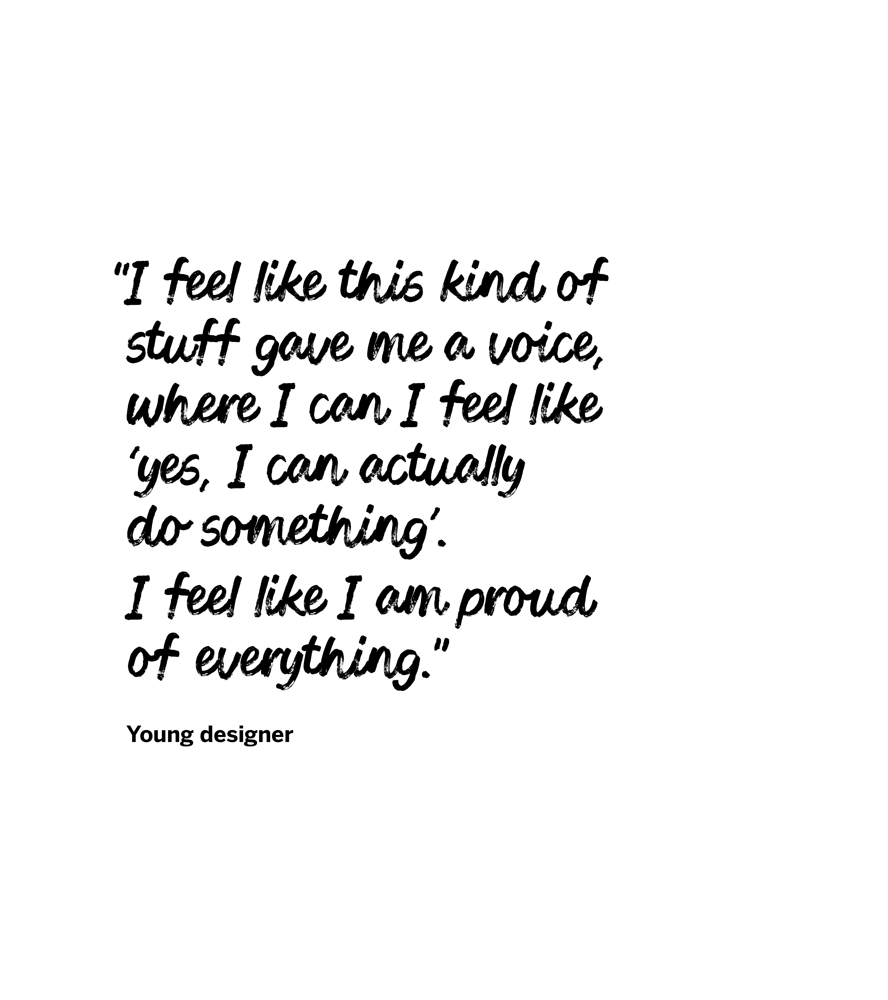 "I feel like this kind of
stuff gave me a voice,
where I can I feel like
‘yes, I can actually
do something’.
I feel like I am proud
of everything."
Young designer